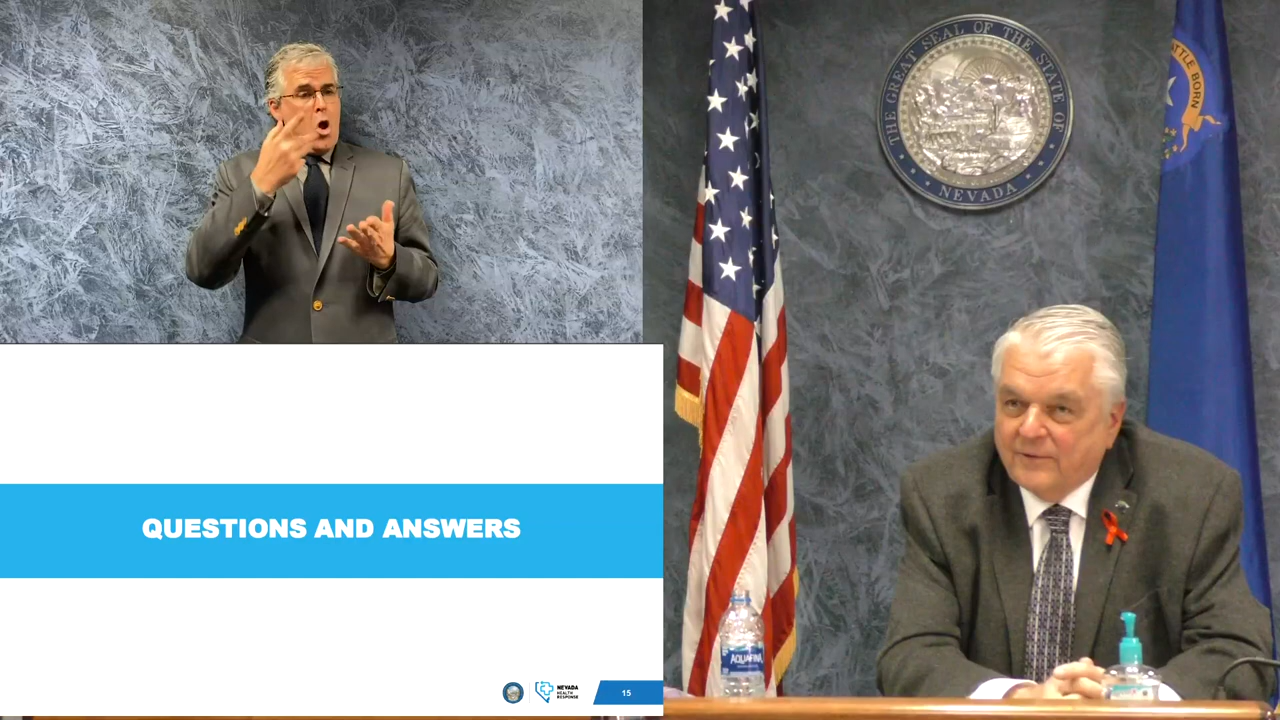 THE GREAT SEAL OF THE STATE OF
NEVADA
BATTLE BORN
QUESTIONS AND ANSWERS
AQUAFINA
NEVADA
HEALTH
RESPONSE
15